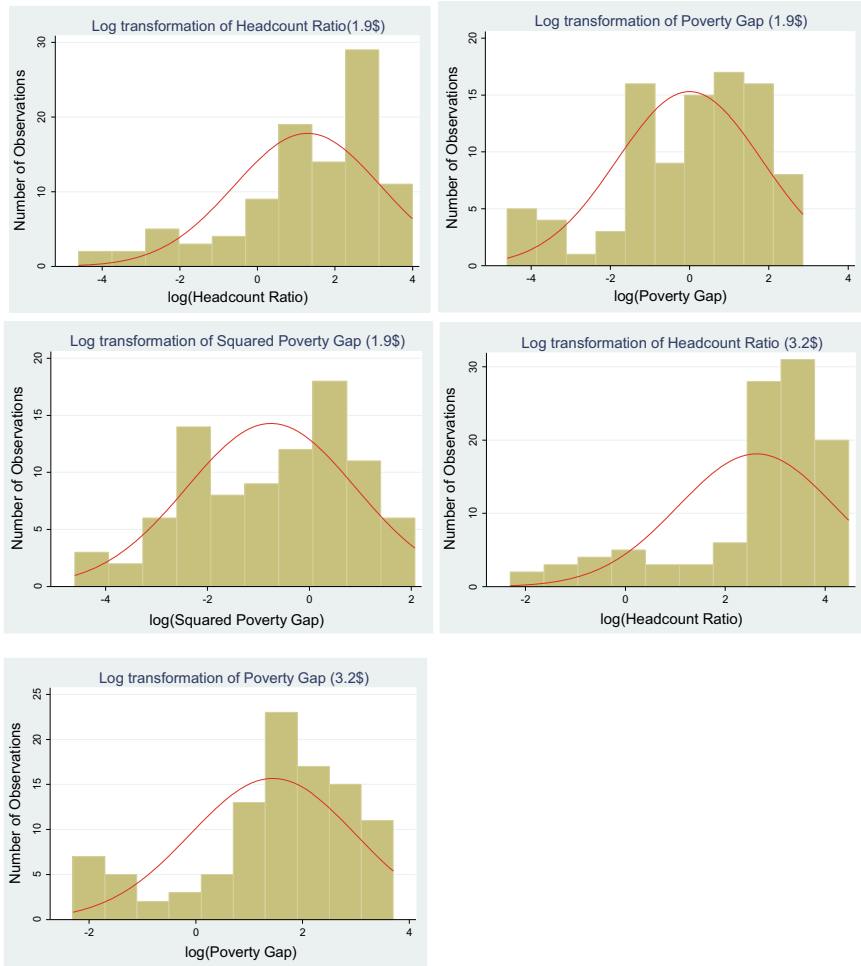 Log transformation of Headcount Ratio(1.9$)
Number of Observations
30
20
10
0
-4 -2 0 2 4
log(Headcount Ratio)
Log transformation of Poverty Gap (1.9$)
Number of Observations
20
15
10
5
0
-4 -2 0 2 4
log(Poverty Gap)
Log transformation of Squared Poverty Gap (1.9$)
Number of Observations
20
15
10
5
0
-4 -2 0 2
log(Squared Poverty Gap)
Log transformation of Headcount Ratio (3.2$)
Number of Observations
30
20
10
0
-2 0 2 4
log(Headcount Ratio)
Log transformation of Poverty Gap (3.2$)
Number of Observations
25
20
15
10
5
0
-2 0 2 4
log(Poverty Gap)